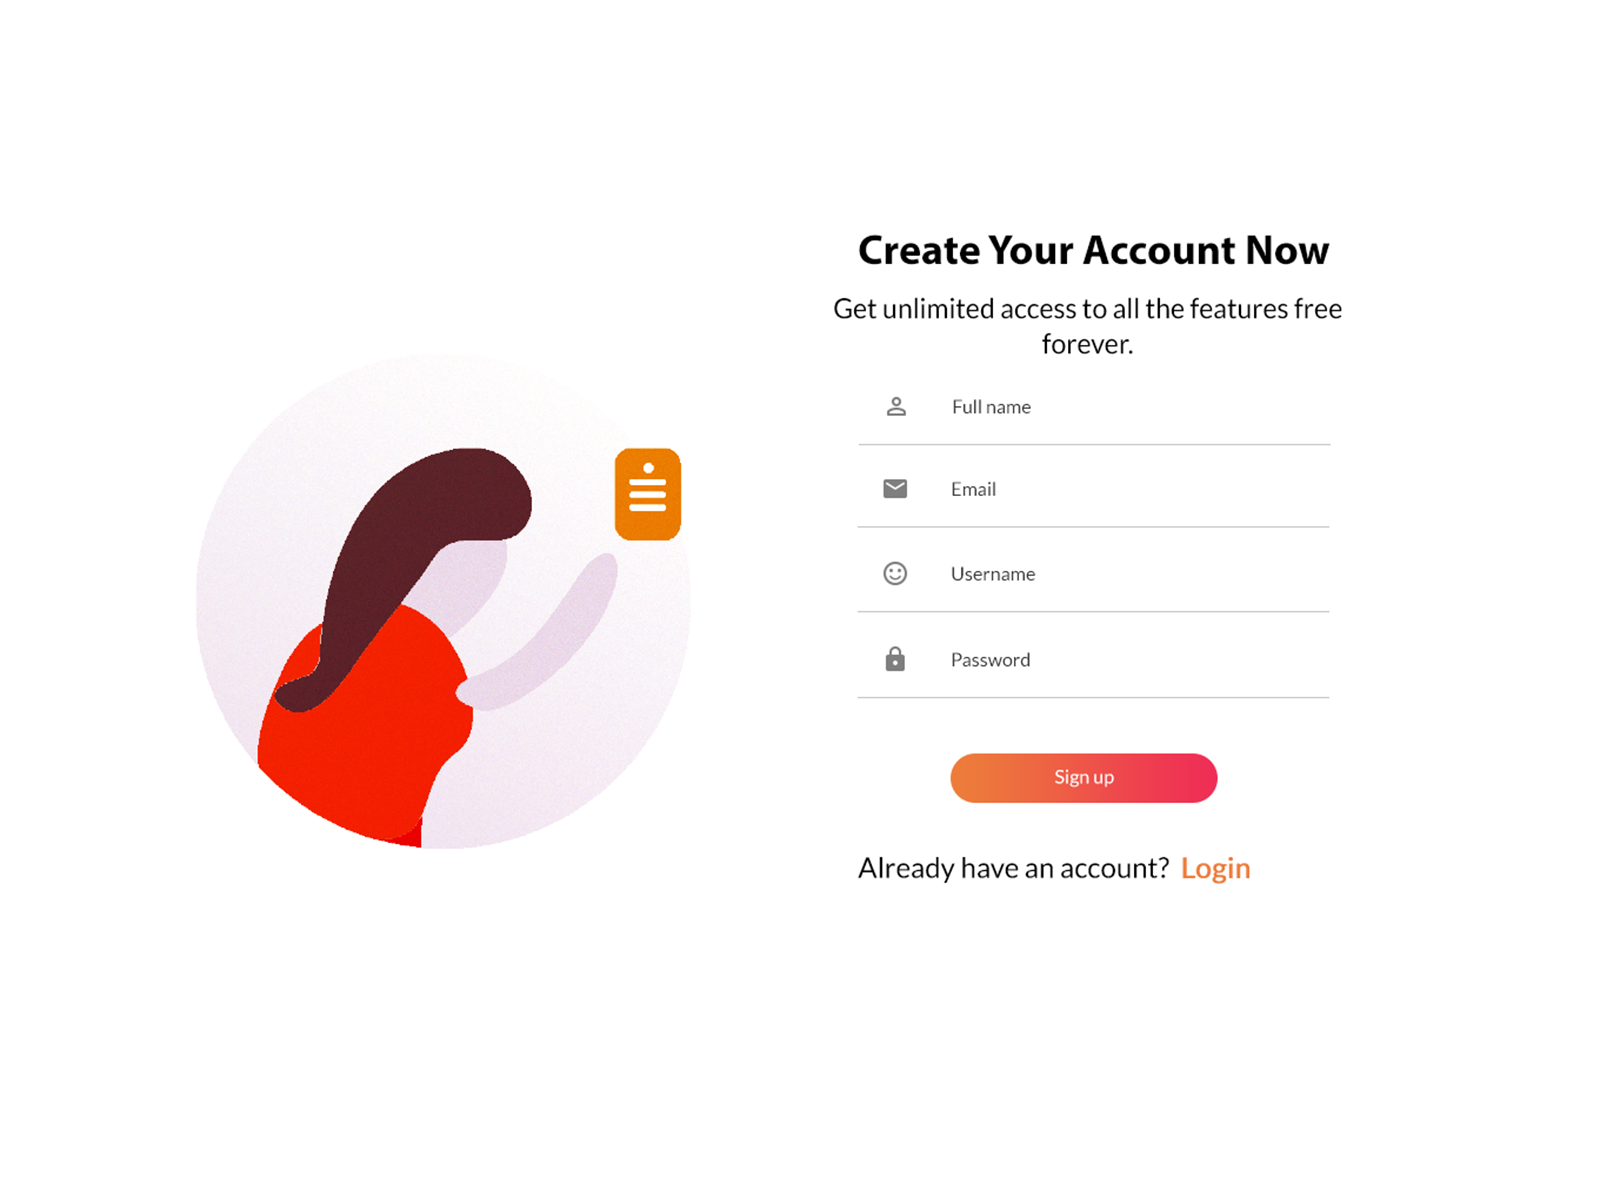 Create Your Account Now
Get unlimited access to all the features free
forever.
Full name
Email
Username
Password
Sign up
Already have an account? Login